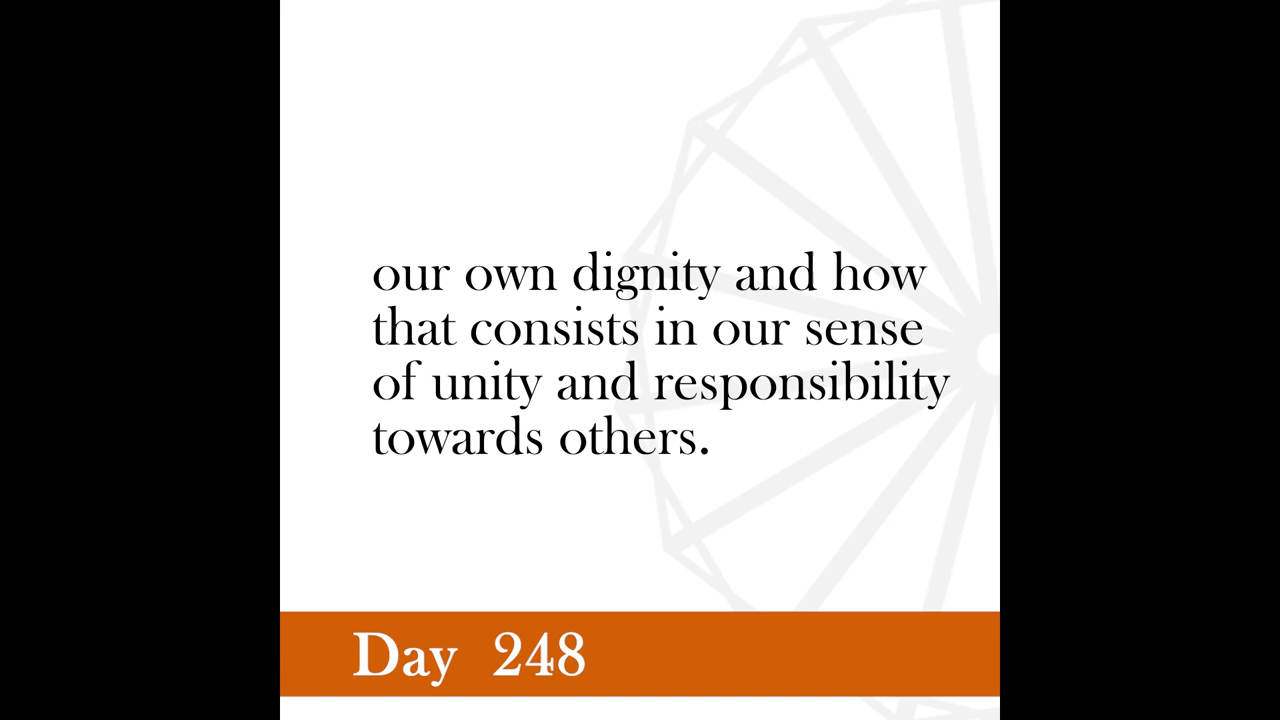 our own dignity and how
that consists in our sense
of unity and responsibility
towards others.
Day 248